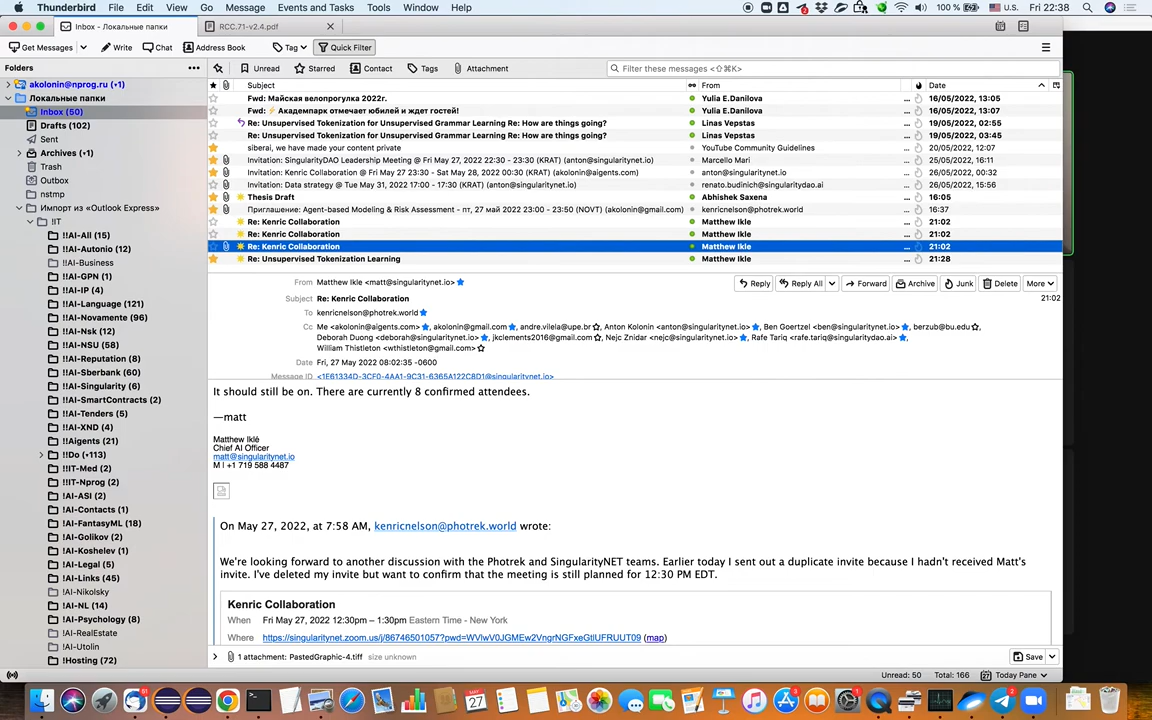 Thunderbird File Edit View Go Message Events and Tasks Tools Window Help 100 % U.S. Fri 22:38
Inbox - Локальные папки RCC.71-v2.4.pdf
Get Messages Write Chat Address Book Tag Quick Filter
Folders
Unread Starred Contact Tags Attachment Filter these messages <⇧⌘K>
Subject From Date
akolonin@nprog.ru (•1)
Локальные папки
Inbox (50)
Drafts (102)
Sent
Archives (•1)
Trash
Outbox
nstmp
Импорт из «Outlook Express»
!IT
!!AI-All (15)
!!AI-Autonio (12)
!!AI-Business
!!AI-GPN (1)
!!AI-IP (4)
!!AI-Language (121)
!!AI-Novamente (96)
!!AI-Nsk (12)
!!AI-NSU (58)
!!AI-Reputation (8)
!!AI-Sberbank (60)
!!AI-Singularity (6)
!!AI-SmartContracts (2)
!!AI-Tenders (5)
!!AI-XND (4)
!!Aigents (21)
!!Do (•113)
!!IT-Med (2)
!!IT-Nprog (2)
!AI-ASI (2)
!AI-Contacts (1)
!AI-FantasyML (18)
!AI-Golikov (2)
!AI-Koshelev (1)
!AI-Legal (5)
!AI-Links (45)
!AI-Nikolsky
!AI-NL (14)
!AI-Psychology (8)
!AI-RealEstate
!AI-Utolin
!Hosting (72)
Fwd: Майская велопрогулка 2022г. Yulia E.Danilova ... 16/05/2022, 13:05
Fwd: ⚡ Академпарк отмечает юбилей и ждет гостей! Yulia E.Danilova ... 16/05/2022, 13:07
Re: Unsupervised Tokenization for Unsupervised Grammar Learning Re: How are things going? Linas Vepstas ... 19/05/2022, 02:55
Re: Unsupervised Tokenization for Unsupervised Grammar Learning Re: How are things going? Linas Vepstas ... 19/05/2022, 03:45
siberai, we have made your content private YouTube Community Guidelines ... 20/05/2022, 12:07
Invitation: SingularityDAO Leadership Meeting @ Fri May 27, 2022 22:30 - 23:30 (KRAT) (anton@singularitynet.io) Marcello Mari ... 25/05/2022, 16:11
Invitation: Kenric Collaboration @ Fri May 27 2022 23:30 - Sat May 28, 2022 00:30 (KRAT) (akolonin@aigents.com) anton@singularitynet.io ... 26/05/2022, 00:32
Invitation: Data strategy @ Tue May 31, 2022 17:00 - 17:30 (KRAT) (anton@singularitynet.io) renato.budinich@singularitydao.ai ... 26/05/2022, 15:56
Thesis Draft Abhishek Saxena ... 16:05
Приглашение: Agent-based Modeling & Risk Assessment - пт, 27 май 2022 23:00 - 23:50 (NOVT) (akolonin@gmail.com) kenricnelson@photrek.world ... 16:37
Re: Kenric Collaboration Matthew Ikle ... 21:02
Re: Kenric Collaboration Matthew Ikle ... 21:02
Re: Kenric Collaboration Matthew Ikle ... 21:02
Re: Unsupervised Tokenization Learning Matthew Ikle ... 21:28
From Matthew Ikle <matt@singularitynet.io> Reply Reply All Forward Archive Junk Delete More
Subject Re: Kenric Collaboration 21:02
To kenricnelson@photrek.world
Cc Me <akolonin@aigents.com>, akolonin@gmail.com, andre.vilela@upe.br, Anton Kolonin <anton@singularitynet.io>, Ben Goertzel <ben@singularitynet.io>, berzub@bu.edu,
Deborah Duong <deborah@singularitynet.io>, jkclements2016@gmail.com, Nejc Znidar <nejc@singularitynet.io>, Rafe Tariq <rafe.tariq@singularitydao.ai>,
William Thistleton <wthistleton@gmail.com>
Date Fri, 27 May 2022 08:02:35 -0600
Message ID <1E61334D-3CF0-4AA1-9C31-6365A122C8D1@singularitynet.io>
It should still be on. There are currently 8 confirmed attendees.
—matt
Matthew Iklé
Chief AI Officer
matt@singularitynet.io
M | +1 719 588 4487
On May 27, 2022, at 7:58 AM, kenricnelson@photrek.world wrote:
We're looking forward to another discussion with the Photrek and SingularityNET teams. Earlier today I sent out a duplicate invite because I hadn't received Matt's
invite. I've deleted my invite but want to confirm that the meeting is still planned for 12:30 PM EDT.
Kenric Collaboration
When Fri May 27, 2022 12:30pm – 1:30pm Eastern Time - New York
Where https://singularitynet.zoom.us/j/86746501057?pwd=WVlwV0JGMEw2VngrNGFxeGtlUFRUUT09 (map)
1 attachment: PastedGraphic-4.tiff size unknown Save
Unread: 50 Total: 166 Today Pane